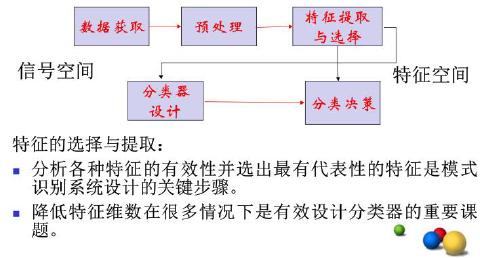 数据获取
预处理
特征提取
与选择
信号空间
特征空间
分类器
设计
分类决策
特征的选择与提取：
分析各种特征的有效性并选出最有代表性的特征是模式
识别系统设计的关键步骤。
降低特征维数在很多情况下是有效设计分类器的重要课
题。